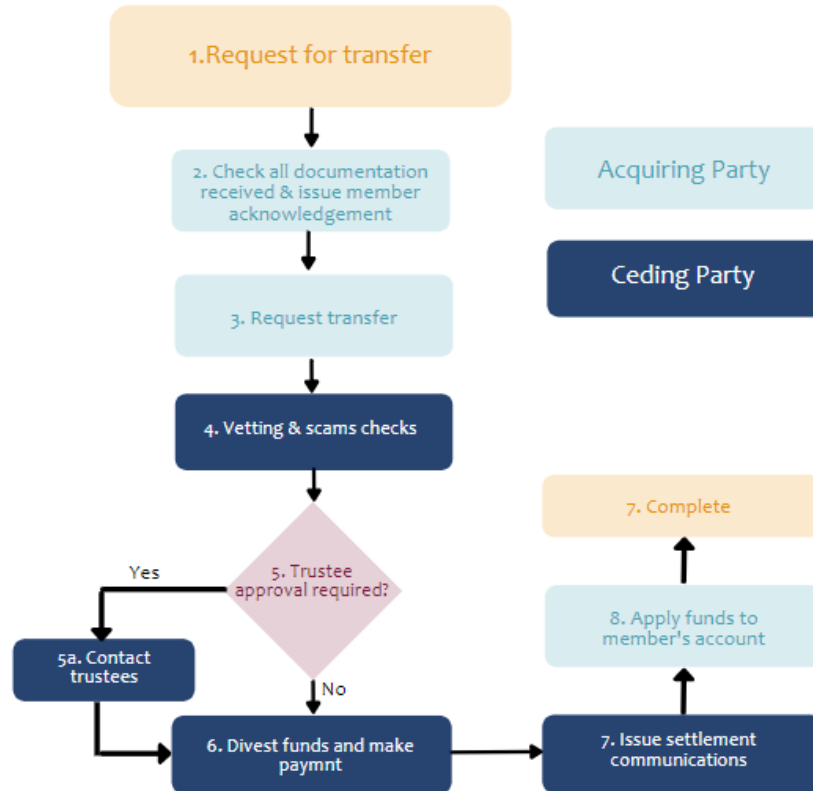 1.Request for transfer
2. Check all documentation
received & issue member
acknowledgement
Acquiring Party
Ceding Party
3. Request transfer
4. Vetting & scams checks
7. Complete
5. Trustee
approval required?
Yes
8. Apply funds to
member's account
5a. Contact
trustees
No
6. Divest funds and make
paymnt
7. Issue settlement
communications